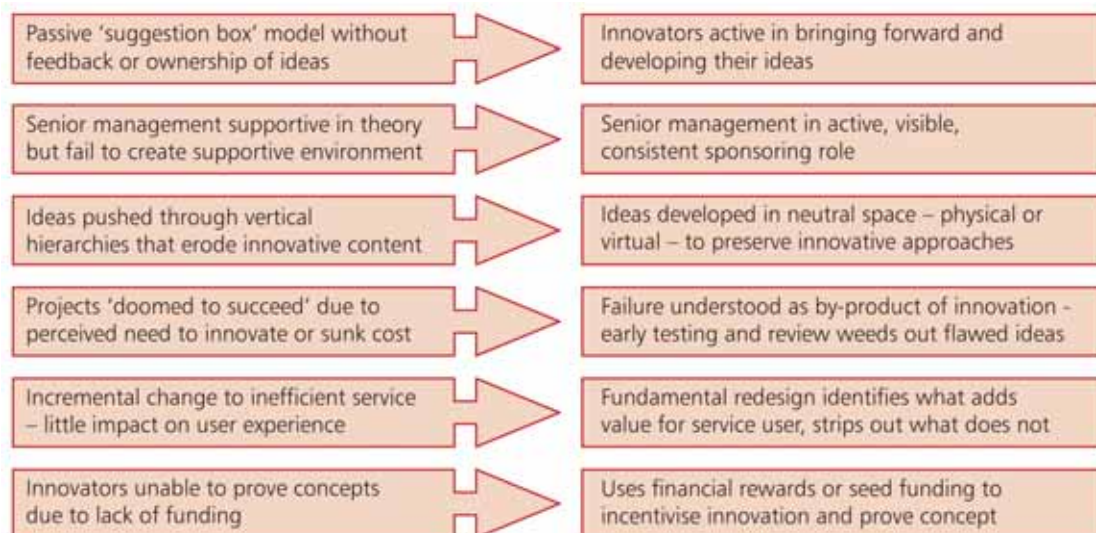 Passive ‘suggestion box’ model without
feedback or ownership of ideas
Innovators active in bringing forward and
developing their ideas
Senior management supportive in theory
but fail to create supportive environment
Senior management in active, visible,
consistent sponsoring role
Ideas pushed through vertical
hierarchies that erode innovative content
Ideas developed in neutral space – physical or
virtual – to preserve innovative approaches
Projects ‘doomed to succeed’ due to
perceived need to innovate or sunk cost
Failure understood as by-product of innovation -
early testing and review weeds out flawed ideas
Incremental change to inefficient service
– little impact on user experience
Fundamental redesign identifies what adds
value for service user, strips out what does not
Innovators unable to prove concepts
due to lack of funding
Uses financial rewards or seed funding to
incentivise innovation and prove concept